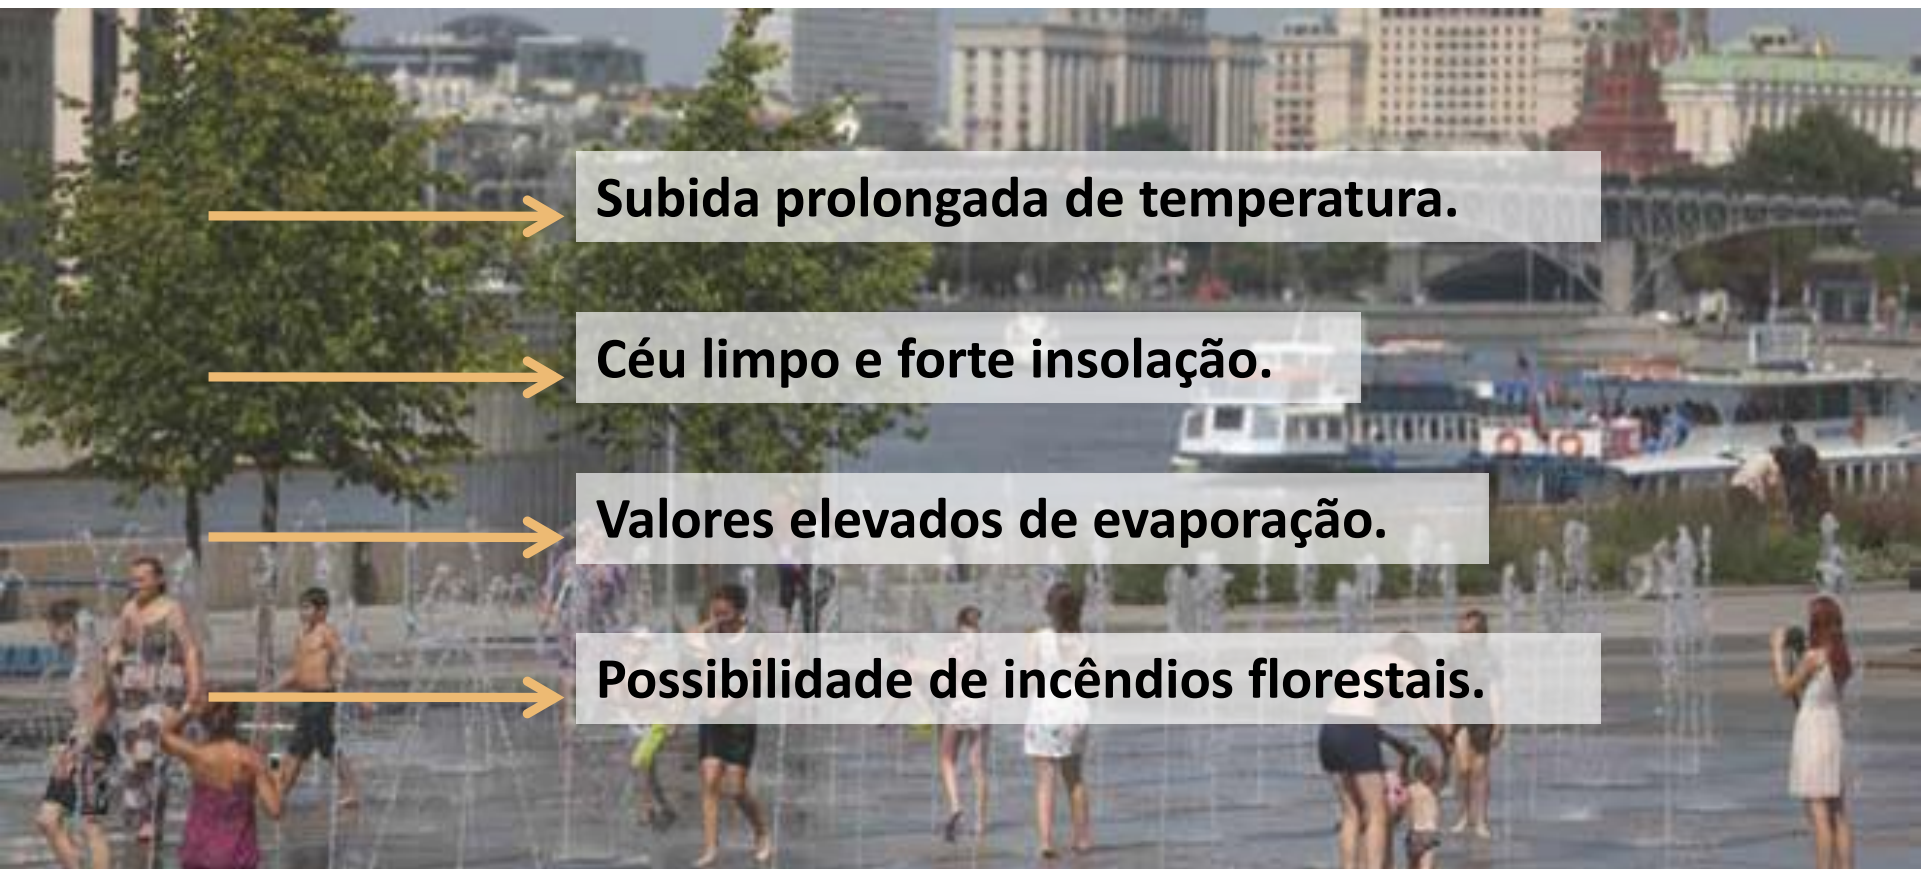 Subida prolongada de temperatura.
Céu limpo e forte insolação.
Valores elevados de evaporação.
Possibilidade de incêndios florestais.